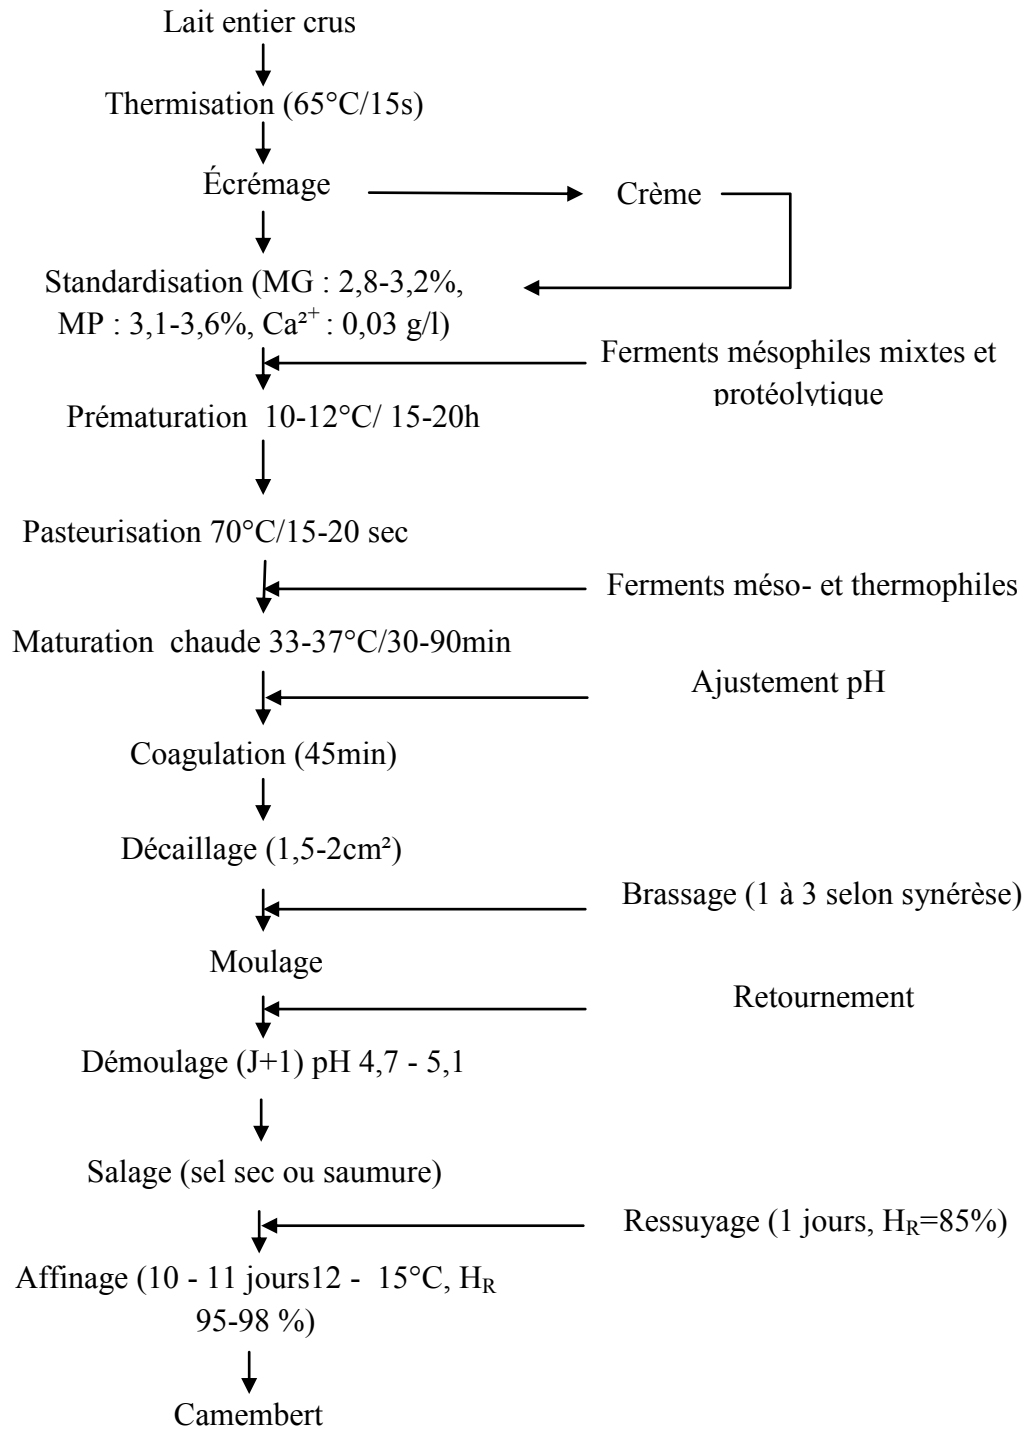 Lait entier crus
Thermisation (65°C/15s)
Écrémage
Crème
Standardisation (MG : 2,8-3,2%,
MP : 3,1-3,6%, Ca²⁺ : 0,03 g/l)
Ferments mésophiles mixtes et
protéolytique
Prématuration 10-12°C/ 15-20h
Pasteurisation 70°C/15-20 sec
Ferments méso- et thermophiles
Maturation chaude 33-37°C/30-90min
Ajustement pH
Coagulation (45min)
Décaillage (1,5-2cm²)
Brassage (1 à 3 selon synérèse)
Moulage
Retournement
Démoulage (J+1) pH 4,7 - 5,1
Salage (sel sec ou saumure)
Ressuyage (1 jours, HR=85%)
Affinage (10 - 11 jours12 - 15°C, HR
95-98 %)
Camembert